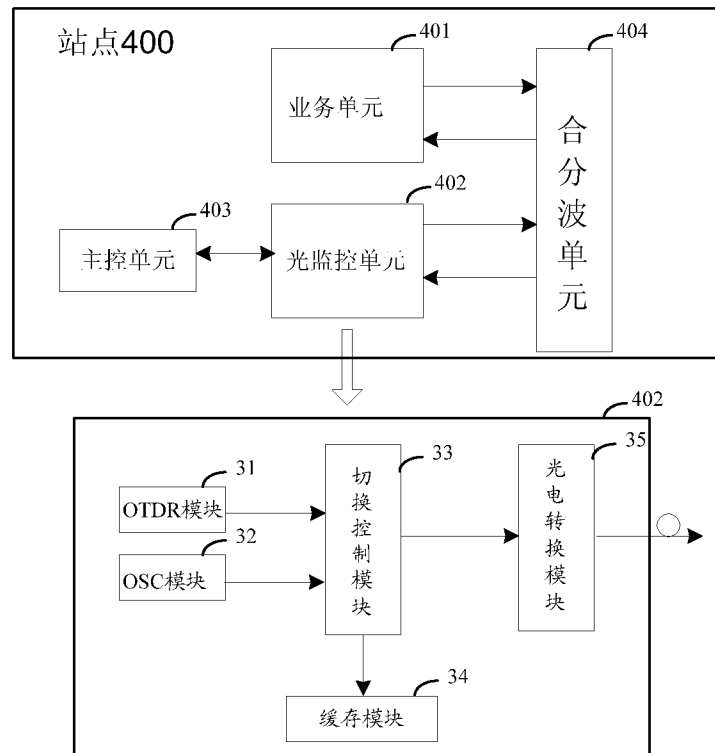 站点400
401
业务单元
404
合分波单元
402
光监控单元
403
主控单元
402
31
OTDR模块
32
OSC模块
33
切换控制模块
35
光电转换模块
34
缓存模块